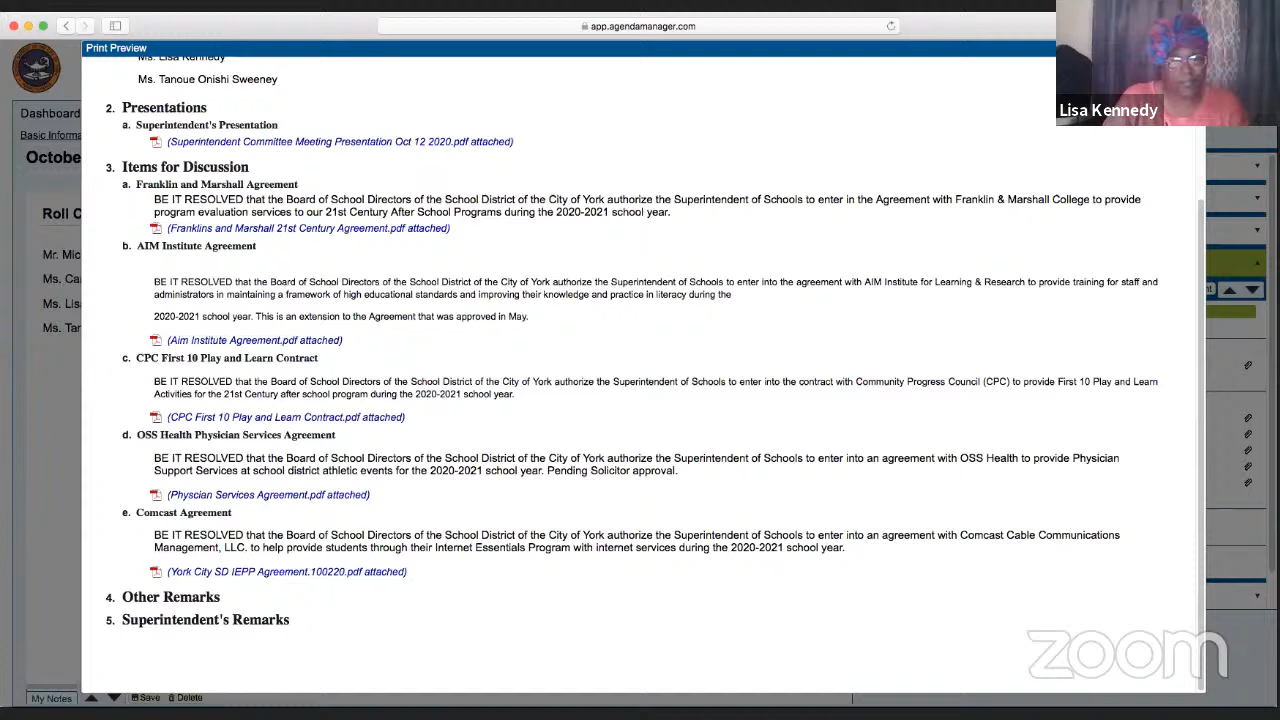 app.agendamanager.com
Print Preview
Lisa Kennedy
Dashboard
Basic Informa
October
Roll C
Mr. Mic
Ms. Ca
Ms. Lis
Ms. Tar
Ms. Lisa Kennedy
Ms. Tanoue Onishi Sweeney
2. Presentations
a. Superintendent's Presentation
(Superintendent Committee Meeting Presentation Oct 12 2020.pdf attached)
3. Items for Discussion
a. Franklin and Marshall Agreement
BE IT RESOLVED that the Board of School Directors of the School District of the City of York authorize the Superintendent of Schools to enter in the Agreement with Franklin & Marshall College to provide
program evaluation services to our 21st Century After School Programs during the 2020-2021 school year.
(Franklins and Marshall 21st Century Agreement.pdf attached)
b. AIM Institute Agreement
BE IT RESOLVED that the Board of School Directors of the School District of the City of York authorize the Superintendent of Schools to enter into the agreement with AIM Institute for Learning & Research to provide training for staff and
administrators in maintaining a framework of high educational standards and improving their knowledge and practice in literacy during the
2020-2021 school year. This is an extension to the Agreement that was approved in May.
(Aim Institute Agreement.pdf attached)
c. CPC First 10 Play and Learn Contract
BE IT RESOLVED that the Board of School Directors of the School District of the City of York authorize the Superintendent of Schools to enter into the contract with Community Progress Council (CPC) to provide First 10 Play and Learn
Activities for the 21st Century after school program during the 2020-2021 school year.
(CPC First 10 Play and Learn Contract.pdf attached)
d. OSS Health Physician Services Agreement
BE IT RESOLVED that the Board of School Directors of the School District of the City of York authorize the Superintendent of Schools to enter into an agreement with OSS Health to provide Physician
Support Services at school district athletic events for the 2020-2021 school year. Pending Solicitor approval.
(Physcian Services Agreement.pdf attached)
e. Comcast Agreement
BE IT RESOLVED that the Board of School Directors of the School District of the City of York authorize the Superintendent of Schools to enter into an agreement with Comcast Cable Communications
Management, LLC. to help provide students through their Internet Essentials Program with internet services during the 2020-2021 school year.
(York City SD IEPP Agreement.100220.pdf attached)
4. Other Remarks
5. Superintendent's Remarks
zoom
My Notes
Save
Delete